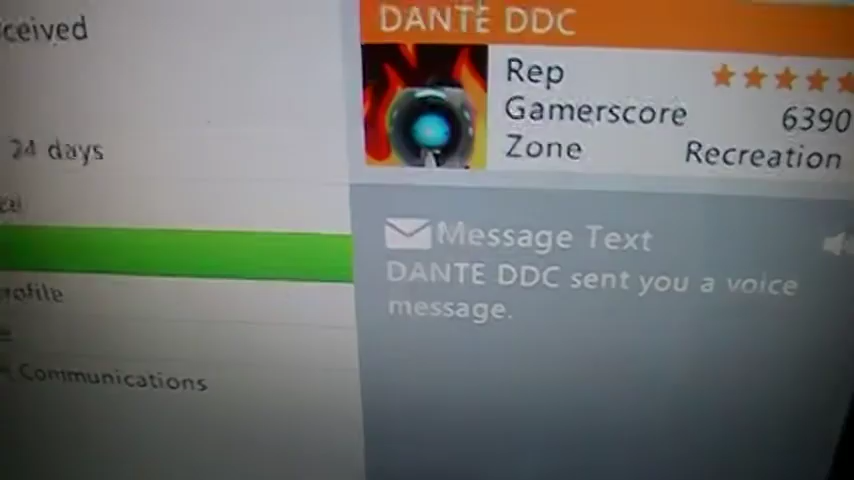 ceived
24 days
rofile
Communications
DANTE DDC
Rep
Gamerscore 6390
Zone Recreation
Message Text
DANTE DDC sent you a voice
message.